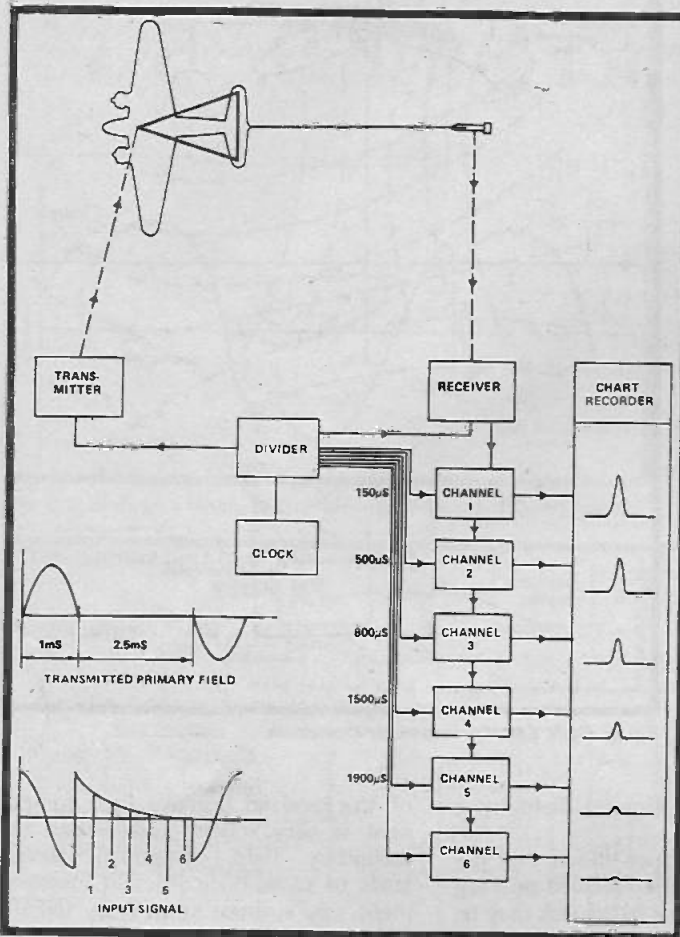 TRANS-
MITTER
RECEIVER
CHART
RECORDER
DIVIDER
CLOCK
150µS
CHANNEL
1
500µS
CHANNEL
2
800µS
CHANNEL
3
1500µS
CHANNEL
4
1900µS
CHANNEL
5
CHANNEL
6
1mS
2.5mS
TRANSMITTED PRIMARY FIELD
1
2
3
4
5
6
INPUT SIGNAL